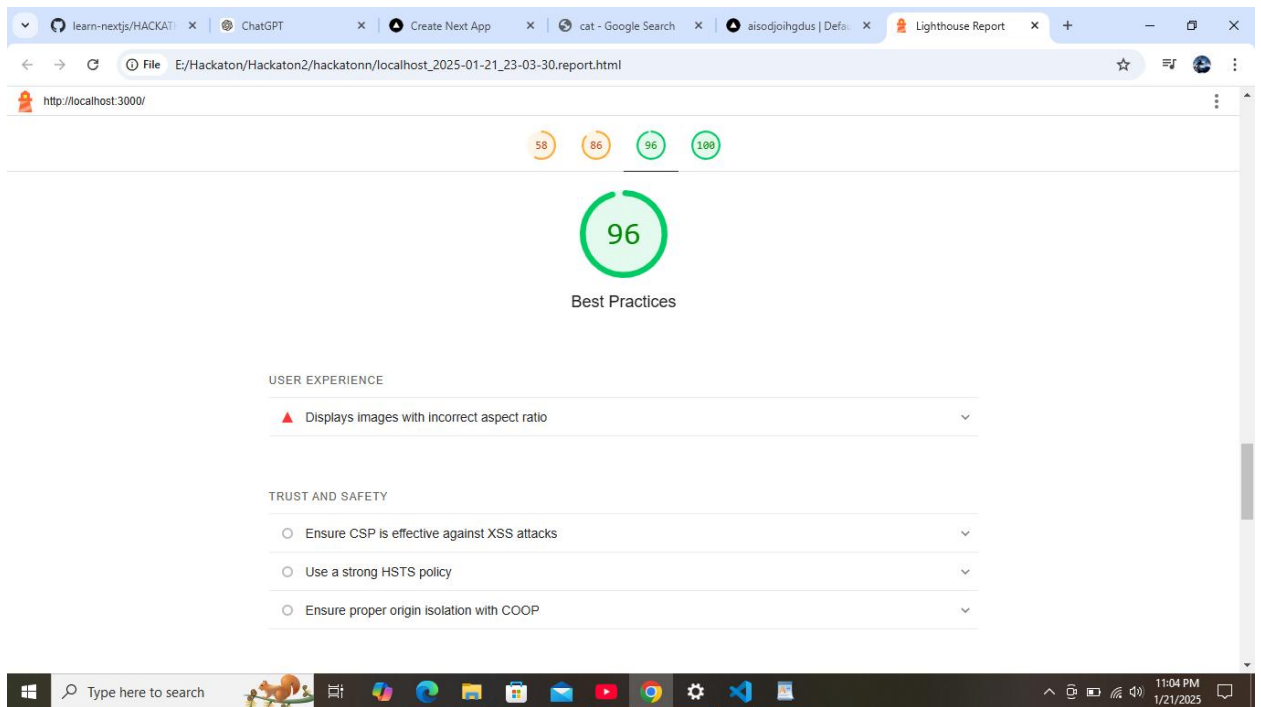 learn-nextjs/HACKATH
ChatGPT
Create Next App
cat - Google Search
aisodjoihgdus | Defau
Lighthouse Report
File
E:/Hackaton/Hackaton2/hackatonn/localhost_2025-01-21_23-03-30.report.html
http://localhost:3000/
58
86
96
100
96
Best Practices
USER EXPERIENCE
Displays images with incorrect aspect ratio
TRUST AND SAFETY
Ensure CSP is effective against XSS attacks
Use a strong HSTS policy
Ensure proper origin isolation with COOP
Type here to search
11:04 PM
1/21/2025